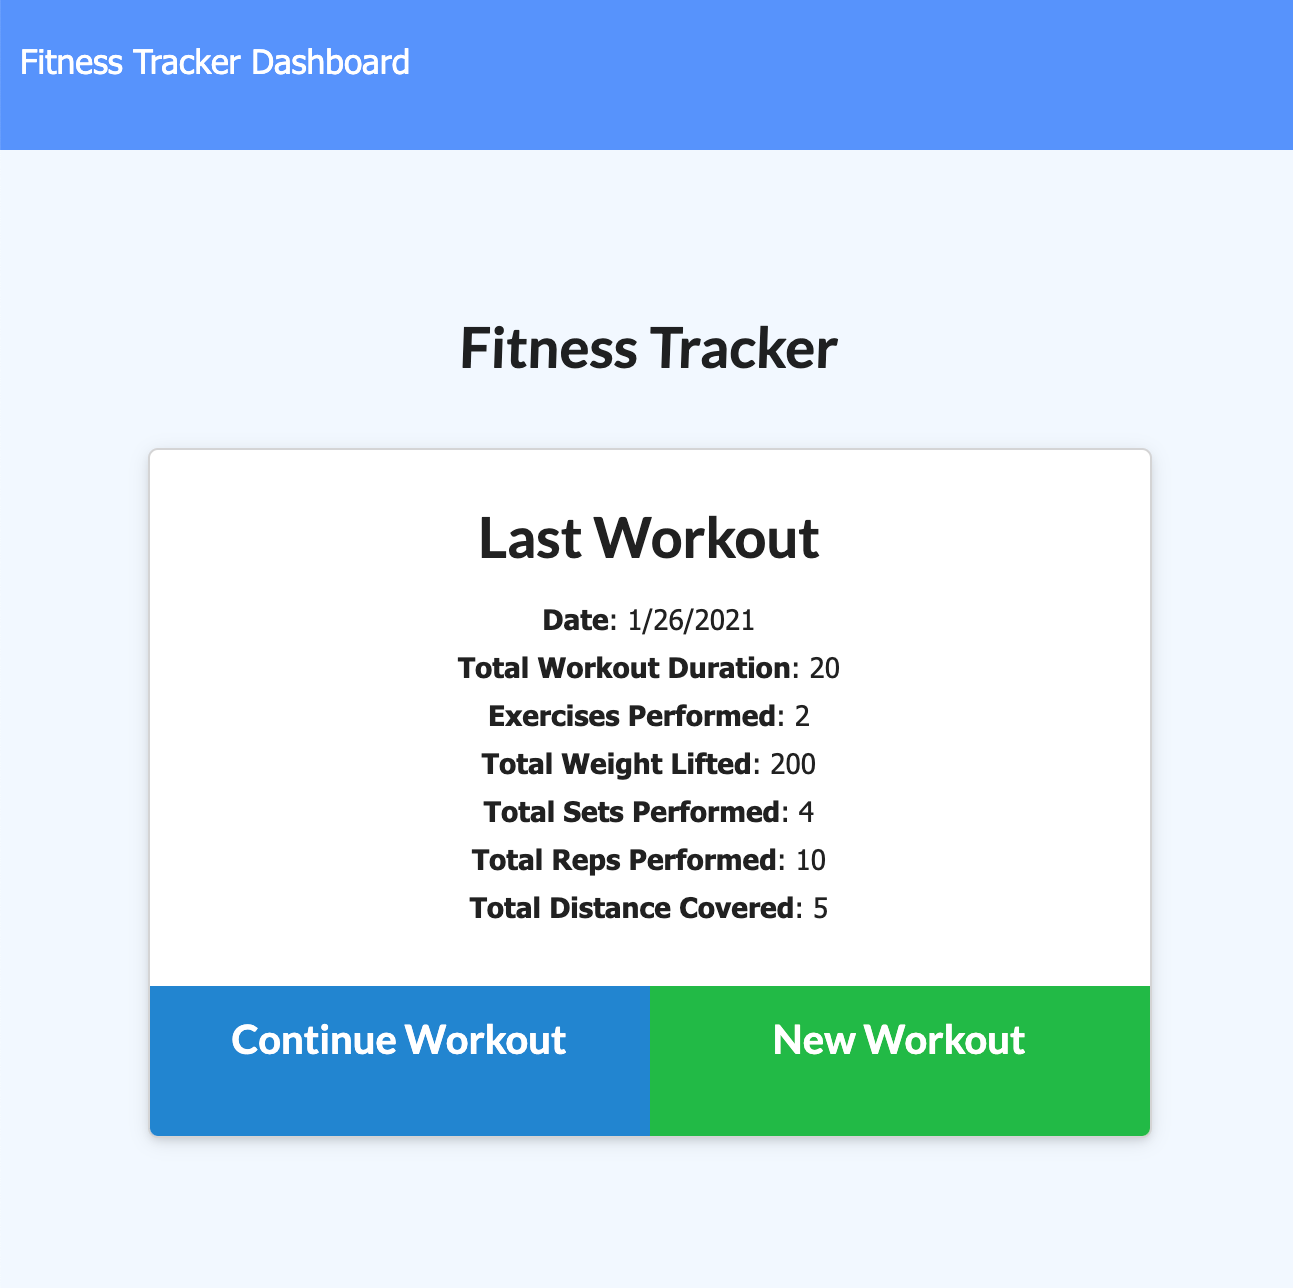 Fitness Tracker Dashboard
Fitness Tracker
Last Workout
Date: 1/26/2021
Total Workout Duration: 20
Exercises Performed: 2
Total Weight Lifted: 200
Total Sets Performed: 4
Total Reps Performed: 10
Total Distance Covered: 5
Continue Workout
New Workout